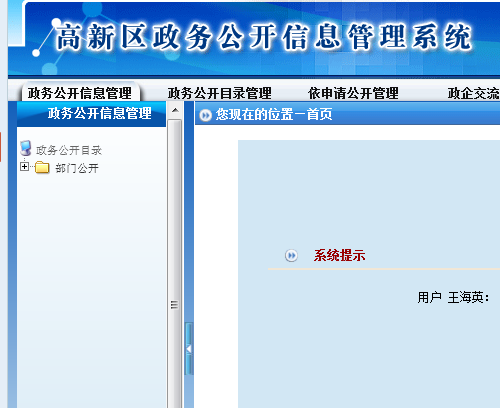 高新区政务公开信息管理系统
政务公开信息管理 政务公开目录管理 依申请公开管理 政企交流
政务公开信息管理
您现在的位置－首页
政务公开目录
部门公开
系统提示
用户 王海英：